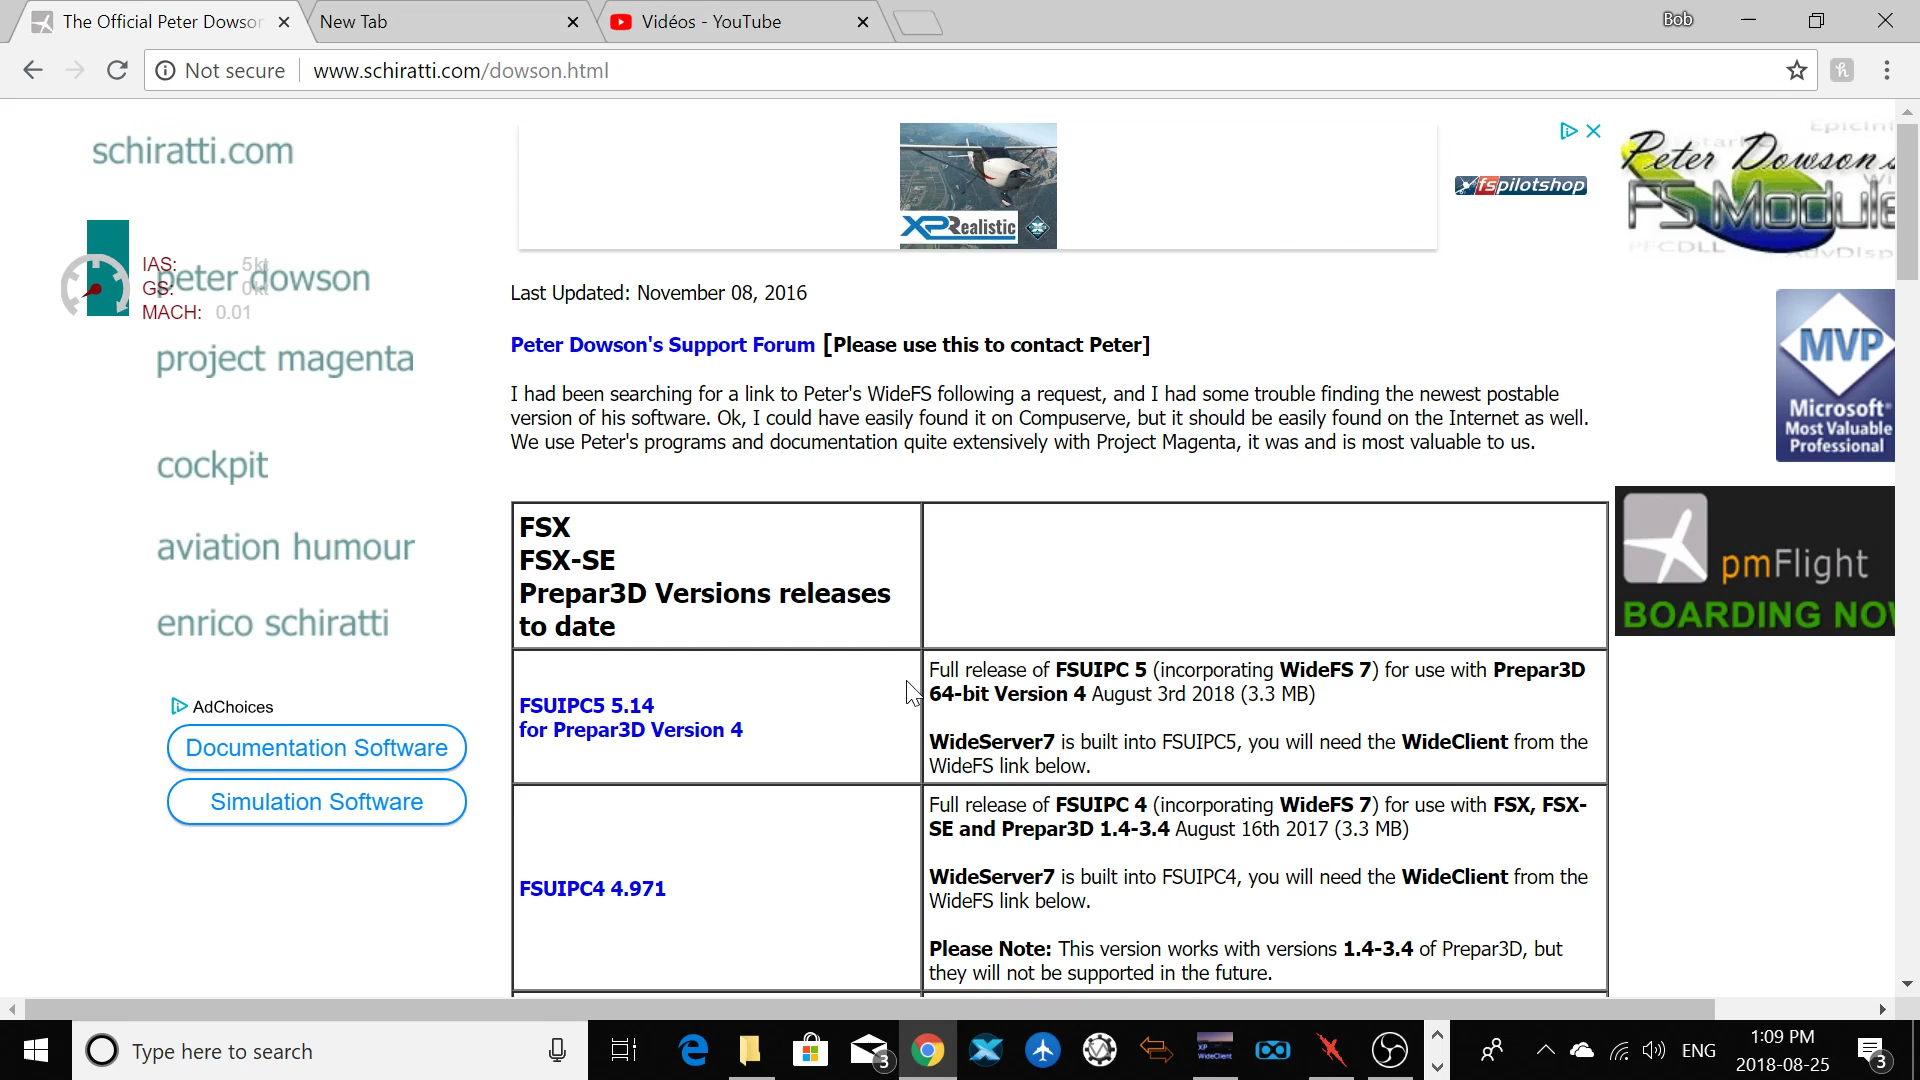 The Official Peter Dowson
New Tab
Vidéos - YouTube
Bob
Not secure
www.schiratti.com/dowson.html
schiratti.com
XPRealistic
fspilotshop
Peter Dowson's
FS Module
IAS: 5kt
GS: 0kt
MACH: 0.01
peter dowson
project magenta
cockpit
aviation humour
enrico schiratti
AdChoices
Documentation Software
Simulation Software
Last Updated: November 08, 2016
Peter Dowson's Support Forum [Please use this to contact Peter]
I had been searching for a link to Peter's WideFS following a request, and I had some trouble finding the newest postable
version of his software. Ok, I could have easily found it on Compuserve, but it should be easily found on the Internet as well.
We use Peter's programs and documentation quite extensively with Project Magenta, it was and is most valuable to us.
FSX
FSX-SE
Prepar3D Versions releases
to date
FSUIPC5 5.14
for Prepar3D Version 4
Full release of FSUIPC 5 (incorporating WideFS 7) for use with Prepar3D
64-bit Version 4 August 3rd 2018 (3.3 MB)
WideServer7 is built into FSUIPC5, you will need the WideClient from the
WideFS link below.
FSUIPC4 4.971
Full release of FSUIPC 4 (incorporating WideFS 7) for use with FSX, FSX-
SE and Prepar3D 1.4-3.4 August 16th 2017 (3.3 MB)
WideServer7 is built into FSUIPC4, you will need the WideClient from the
WideFS link below.
Please Note: This version works with versions 1.4-3.4 of Prepar3D, but
they will not be supported in the future.
MVP
Microsoft®
Most Valuable
Professional
pmFlight
BOARDING NOW
Type here to search
3
XP
WideClient
ENG
1:09 PM
2018-08-25
3